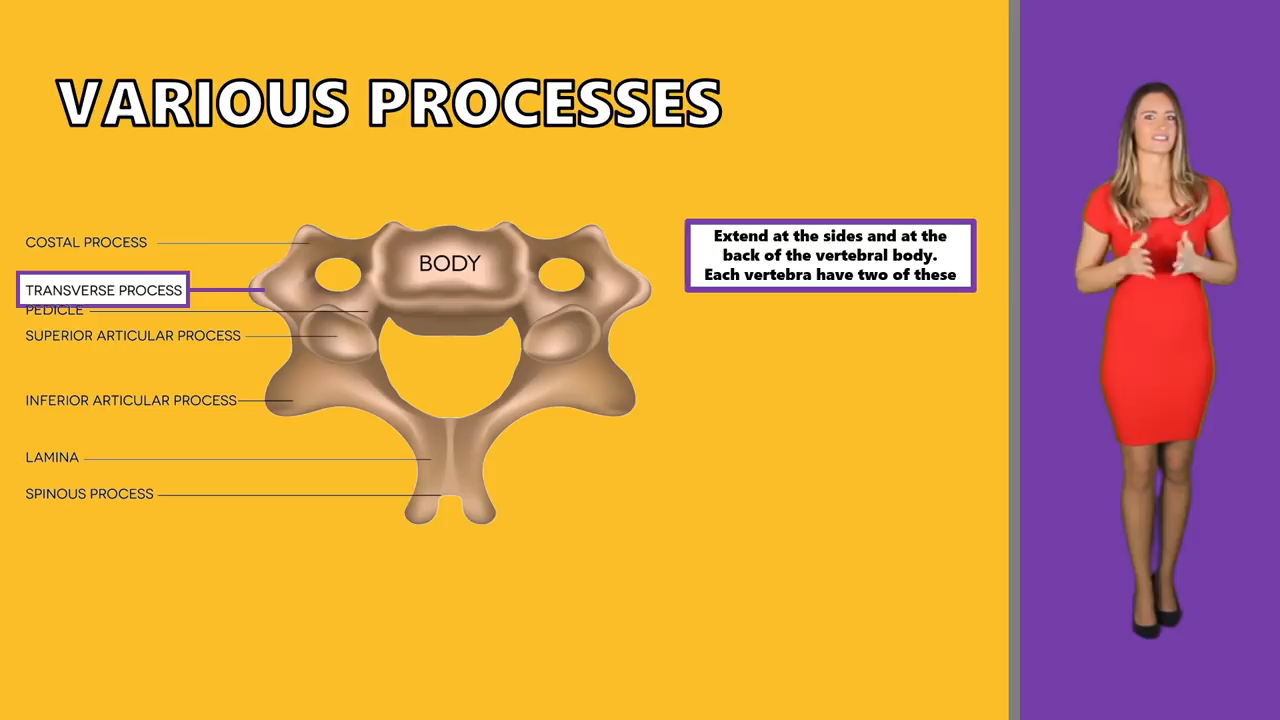 VARIOUS PROCESSES
COSTAL PROCESS
TRANSVERSE PROCESS
PEDICLE
SUPERIOR ARTICULAR PROCESS
INFERIOR ARTICULAR PROCESS
LAMINA
SPINOUS PROCESS
BODY
Extend at the sides and at the
back of the vertebral body.
Each vertebra have two of these